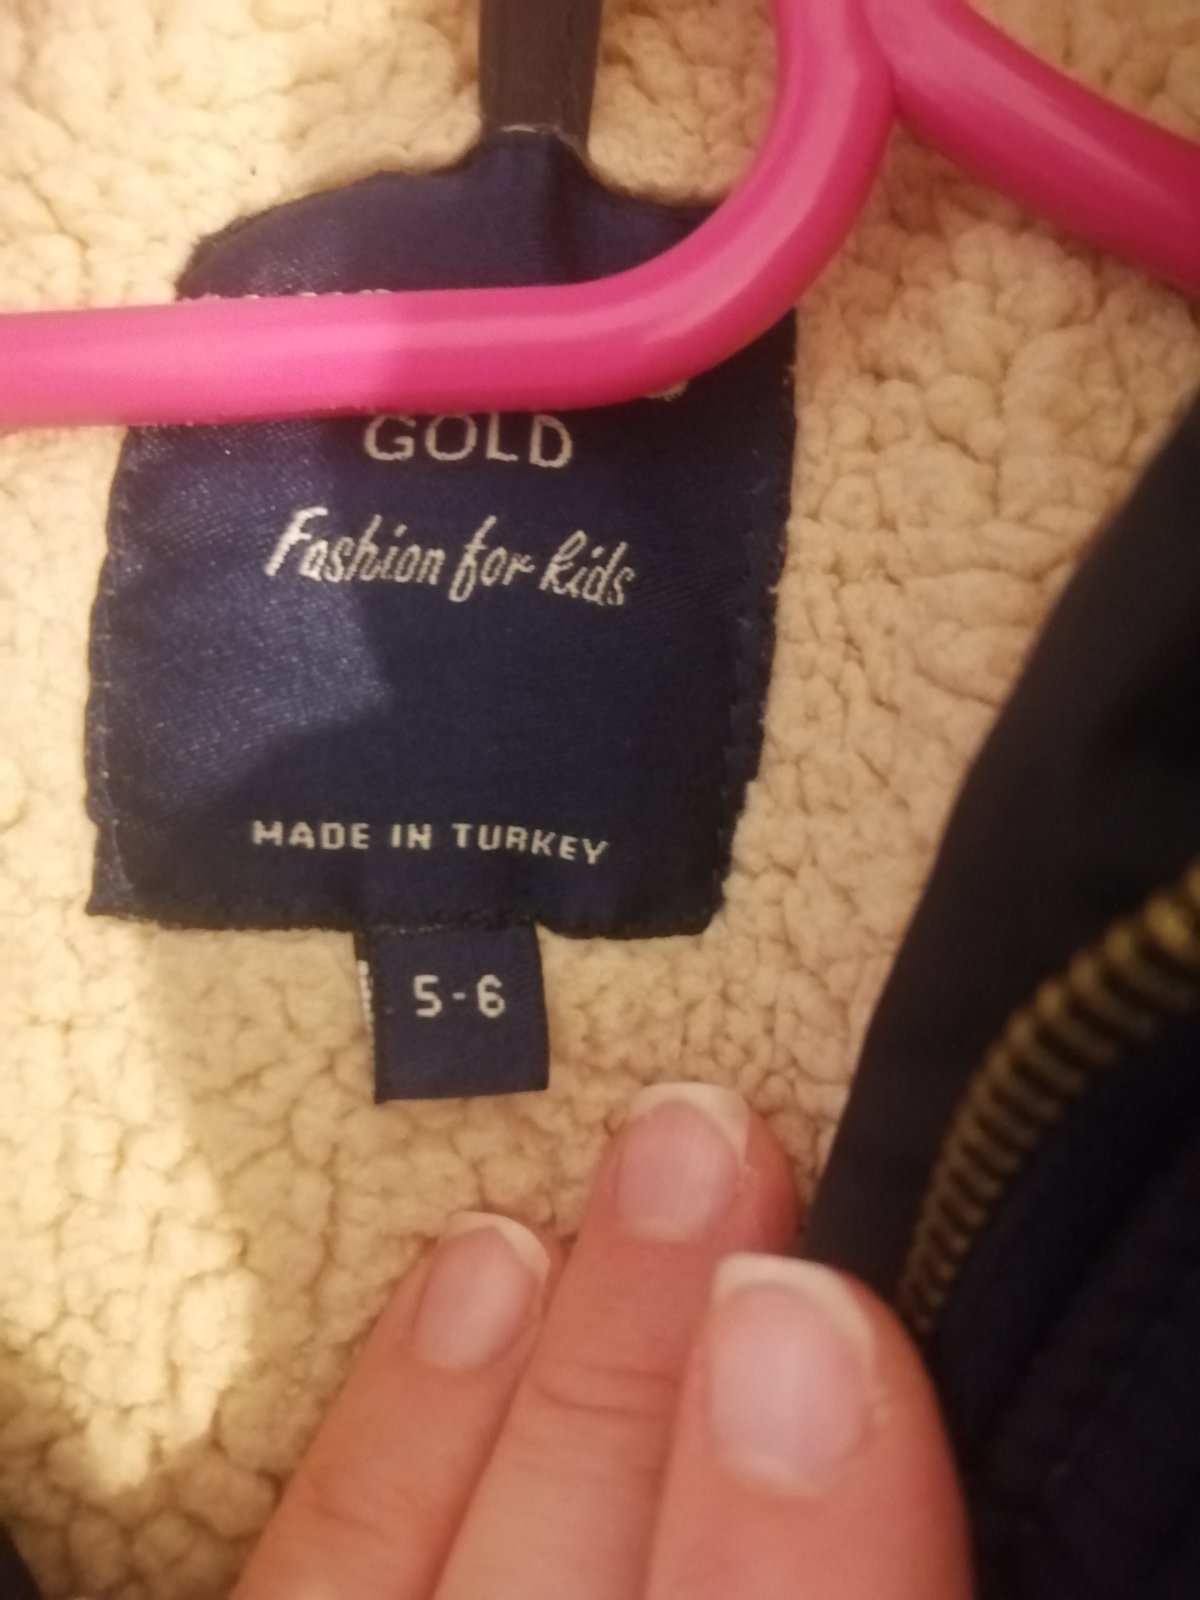 GOLD
Fashion for kids
MADE IN TURKEY
5-6